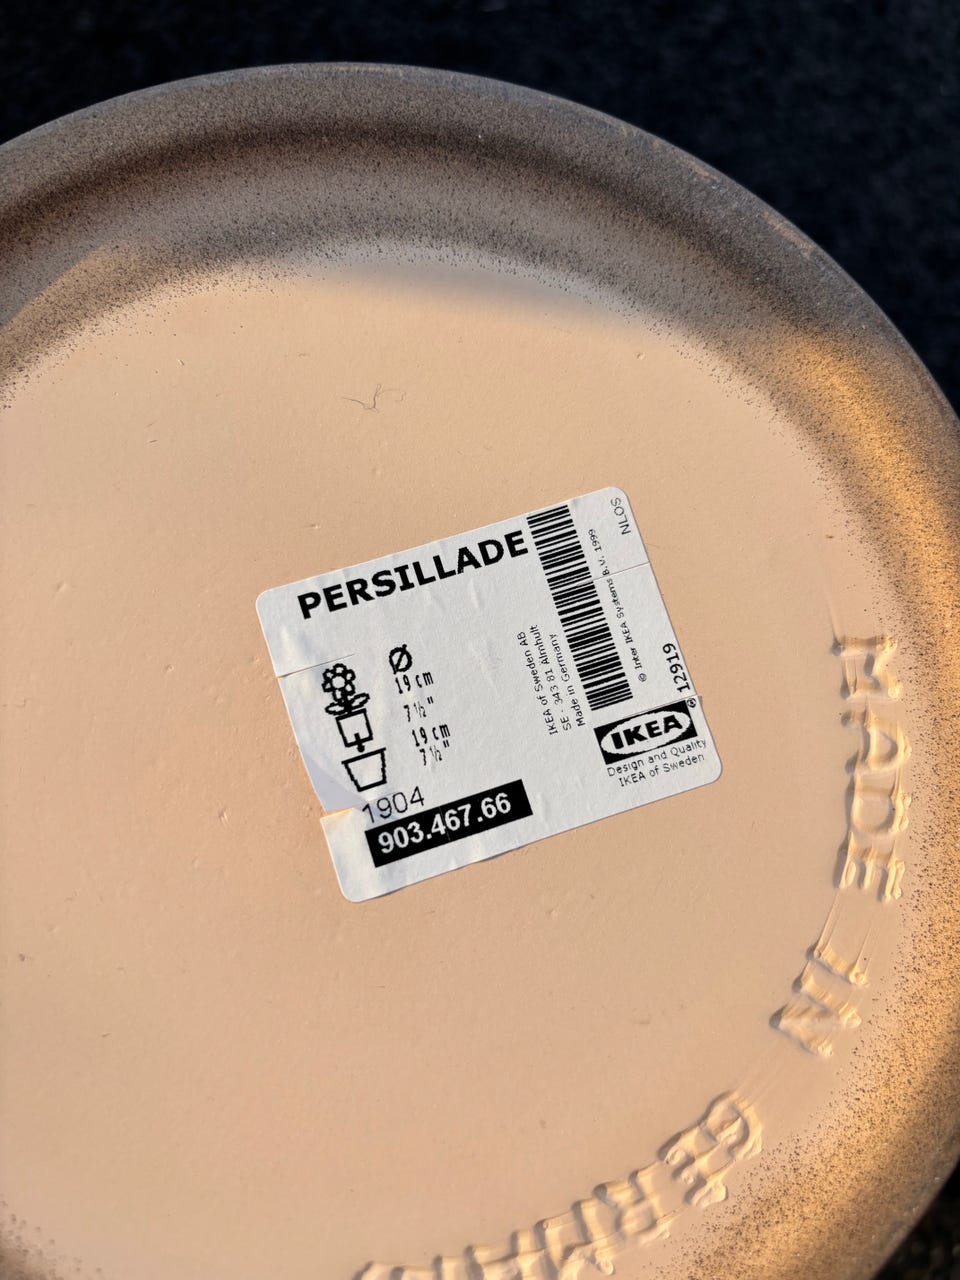 PERSILLADE
Ø
19 cm
7 ½"
19 cm
7 ½"
1904
903.467.66
IKEA of Sweden AB
SE - 343 81 Älmhult
Made in Germany
© Inter IKEA Systems B.V. 1999
NLOS
12919
IKEA®
Design and Quality
IKEA of Sweden
MADE IN